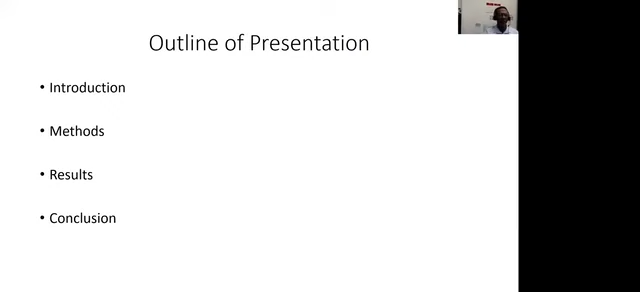 Outline of Presentation
• Introduction
• Methods
• Results
• Conclusion